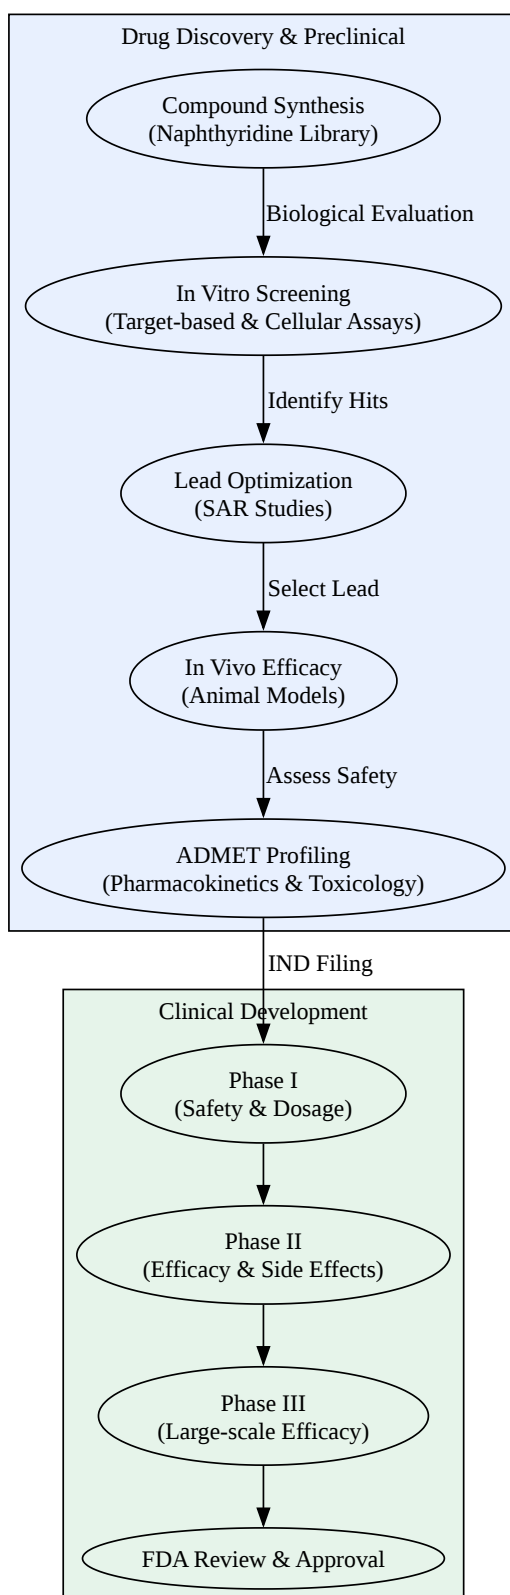 Drug Discovery & Preclinical
Compound Synthesis
(Naphthyridine Library)
Biological Evaluation
In Vitro Screening
(Target-based & Cellular Assays)
Identify Hits
Lead Optimization
(SAR Studies)
Select Lead
In Vivo Efficacy
(Animal Models)
Assess Safety
ADMET Profiling
(Pharmacokinetics & Toxicology)
IND Filing
Clinical Development
Phase I
(Safety & Dosage)
Phase II
(Efficacy & Side Effects)
Phase III
(Large-scale Efficacy)
FDA Review & Approval